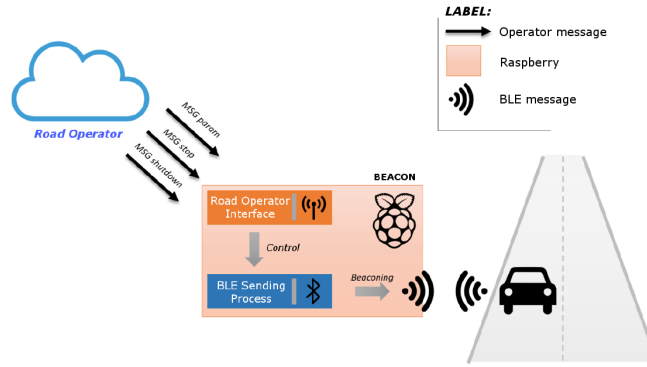 LABEL:
Operator message
Raspberry
BLE message
Road Operator
MSG param
MSG stop
MSG shutdown
BEACON
Road Operator
Interface
Control
BLE Sending
Process
Beaconing